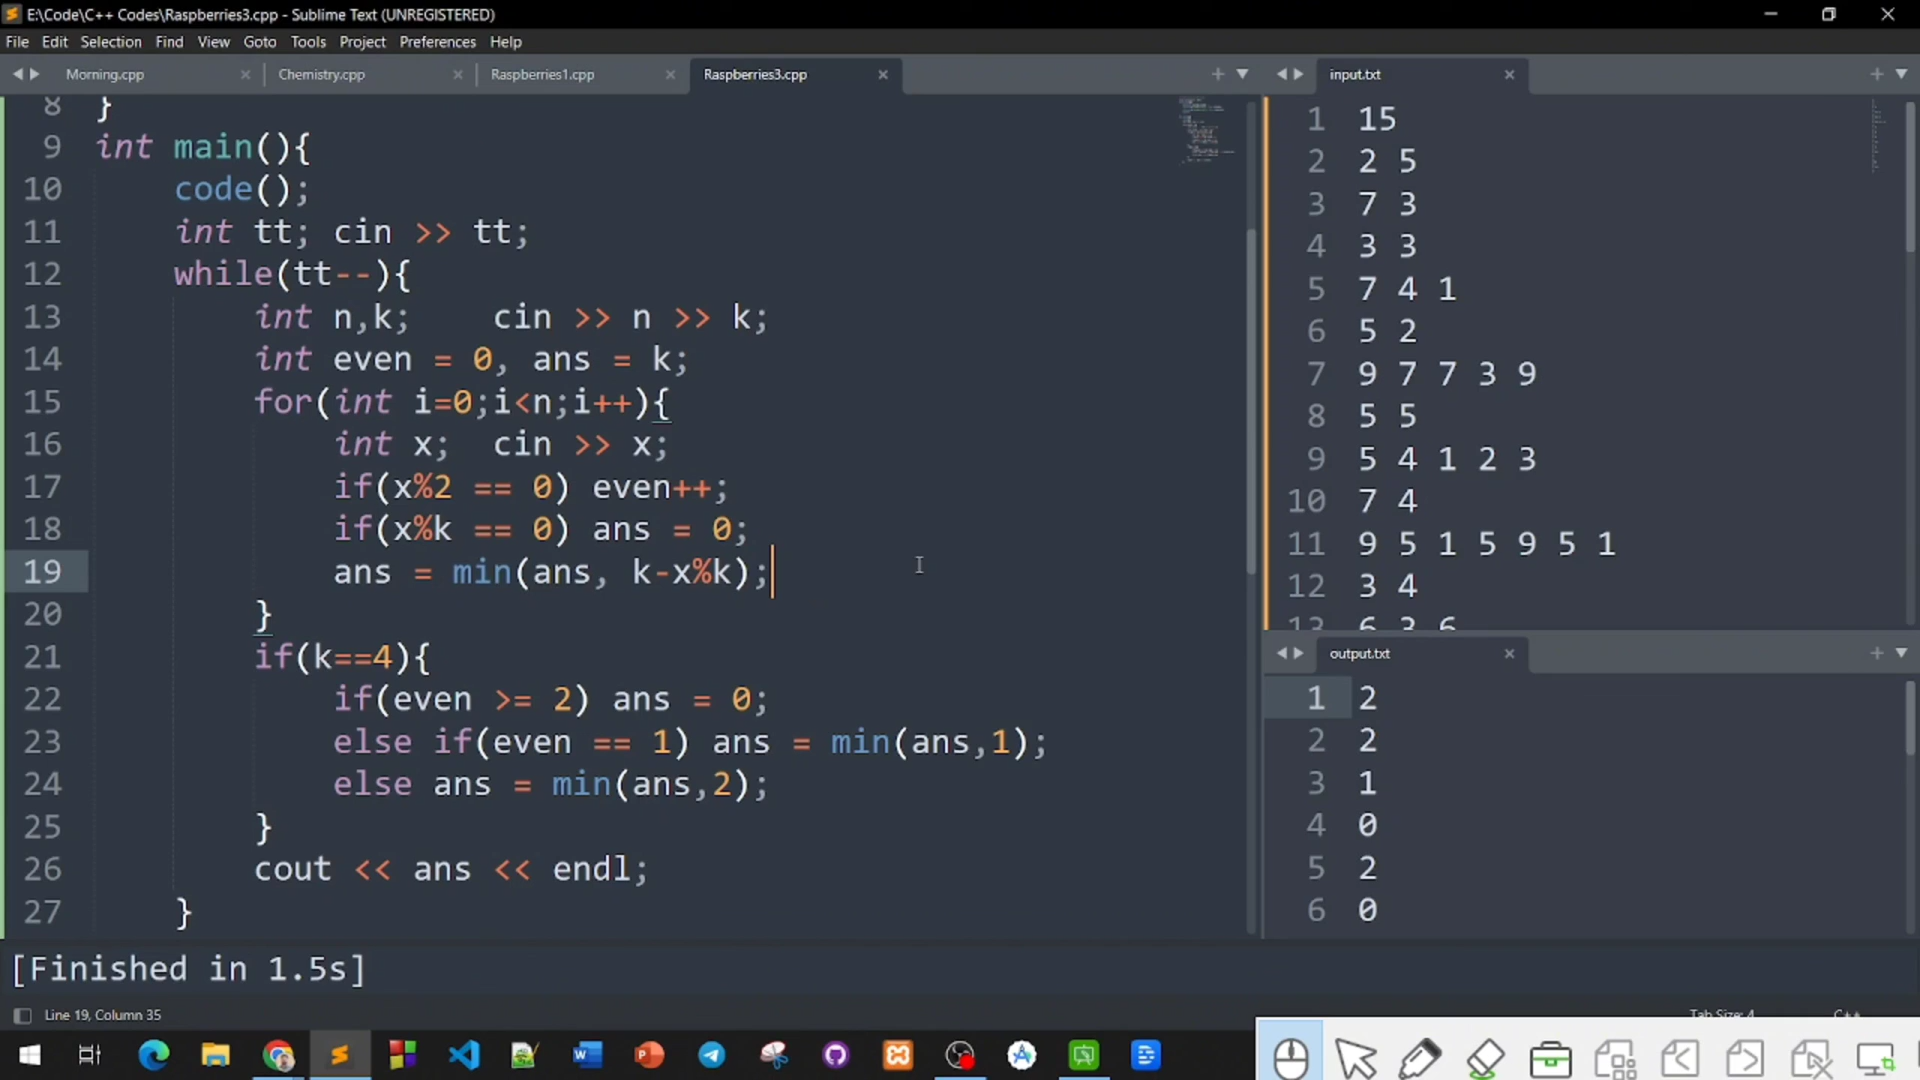 E:\Code\C++ Codes\Raspberries3.cpp - Sublime Text (UNREGISTERED)
File Edit Selection Find View Goto Tools Project Preferences Help
Morning.cpp Chemistry.cpp Raspberries1.cpp Raspberries3.cpp
8 }
9 int main(){
10 code();
11 int tt; cin >> tt;
12 while(tt--){
13 int n,k; cin >> n >> k;
14 int even = 0, ans = k;
15 for(int i=0;i<n;i++){
16 int x; cin >> x;
17 if(x%2 == 0) even++;
18 if(x%k == 0) ans = 0;
19 ans = min(ans, k-x%k);
20 }
21 if(k==4){
22 if(even >= 2) ans = 0;
23 else if(even == 1) ans = min(ans,1);
24 else ans = min(ans,2);
25 }
26 cout << ans << endl;
27 }
input.txt
1 15
2 2 5
3 7 3
4 3 3
5 7 4 1
6 5 2
7 9 7 7 3 9
8 5 5
9 5 4 1 2 3
10 7 4
11 9 5 1 5 9 5 1
12 3 4
13 6 3 6
output.txt
1 2
2 2
3 1
4 0
5 2
6 0
[Finished in 1.5s]
Line 19, Column 35
Tab Size: 4
C++